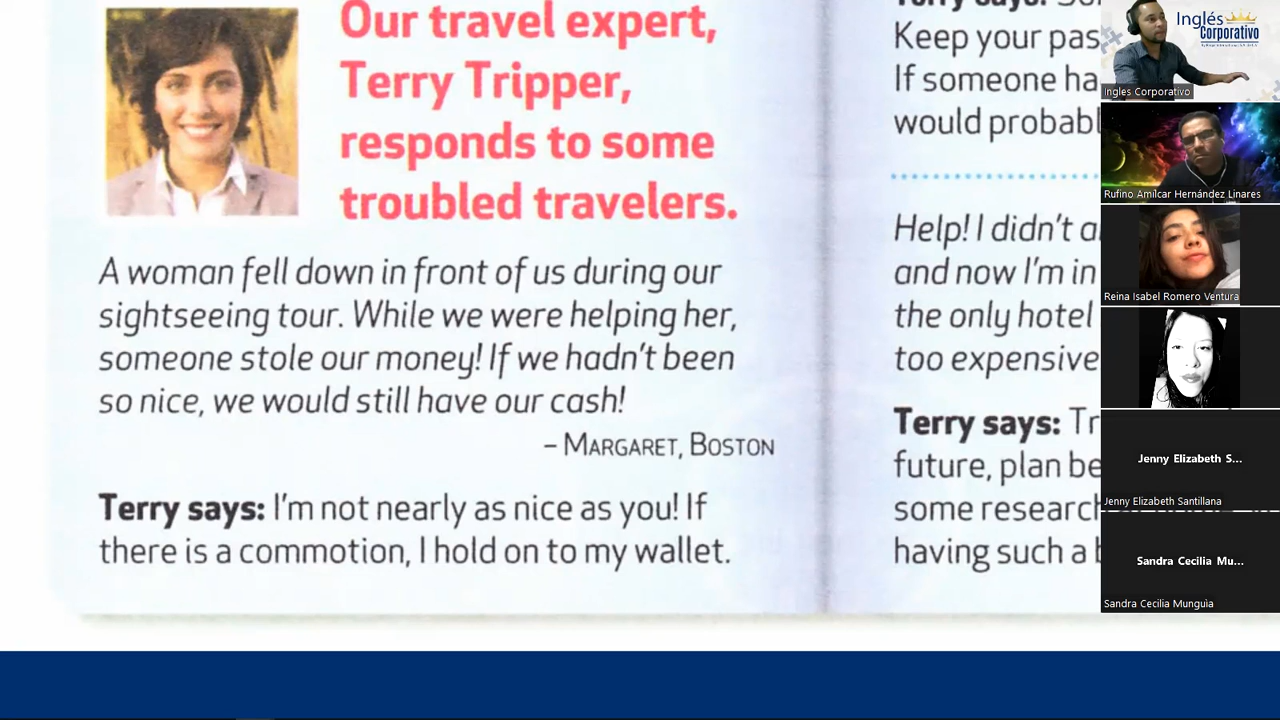 Our travel expert,
Terry Tripper,
responds to some
troubled travelers.
A woman fell down in front of us during our
sightseeing tour. While we were helping her,
someone stole our money! If we hadn't been
so nice, we would still have our cash!
– MARGARET, BOSTON
Terry says: I'm not nearly as nice as you! If
there is a commotion, I hold on to my wallet.
Terry says:
Keep your pas
If someone ha
would probabl
Help! I didn't a
and now I'm in
the only hotel
too expensive
Terry says: Tr
future, plan be
some research
having such a b
Inglés
Corporativo
Ingles Corporativo
Rufino Amilcar Hernández Linares
Reina Isabel Romero Ventura
Jenny Elizabeth S...
Jenny Elizabeth Santillana
Sandra Cecilia Mu...
Sandra Cecilia Munguìa